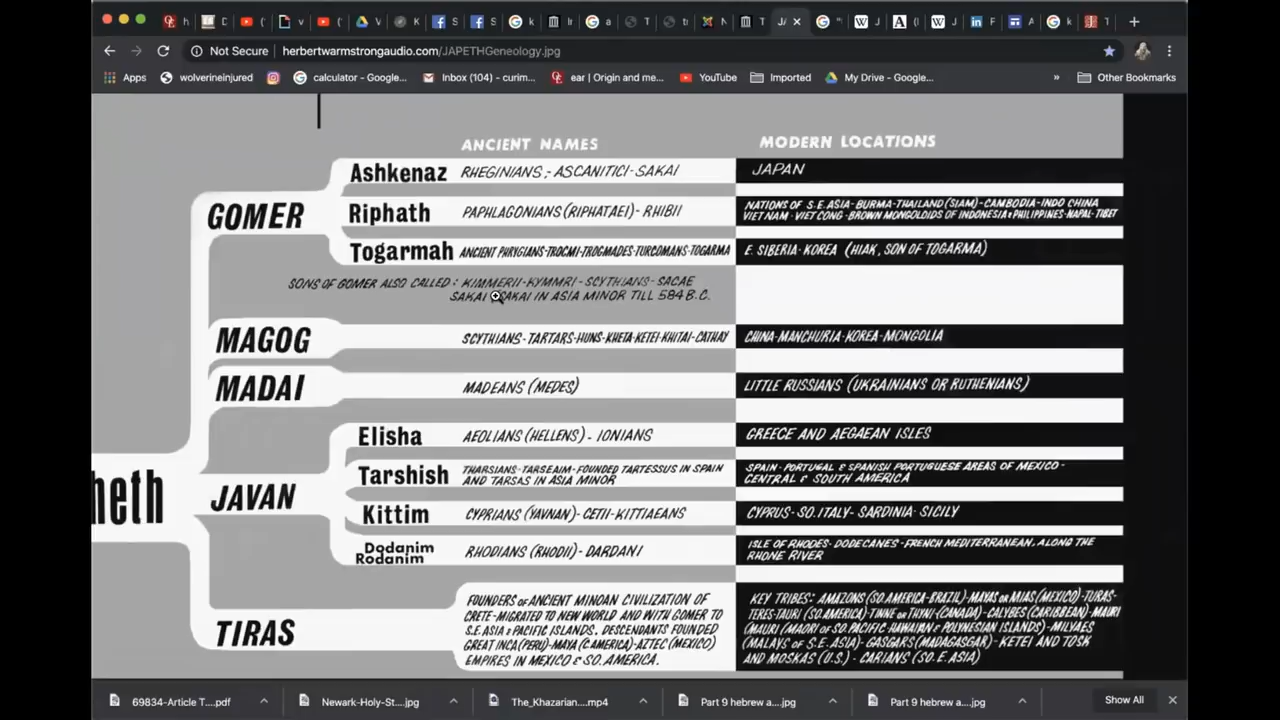 Not Secure herbertwarmstrongaudio.com/JAPETHGeneology.jpg
Apps wolverineinjured calculator - Google... Inbox (104) - curim... ear | Origin and me... YouTube Imported My Drive - Google... » Other Bookmarks
ANCIENT NAMES MODERN LOCATIONS
Ashkenaz RHEGINIANS,- ASCANITICI-SAKAI JAPAN
GOMER
Riphath PAPHLAGONIANS (RIPHATAEI)- RHIBII
NATIONS OF S.E.ASIA-BURMA-THAILAND (SIAM)-CAMBODIA-INDO CHINA
VIET NAM-VIET CONG-BROWN MONGOLOIDS OF INDONESIA & PHILIPPINES-NAPAL-TIBET
Togarmah ANCIENT PHRYGIANS-TROCMI-TROGMADES-TURCOMANS-TOGARMA E. SIBERIA-KOREA (HIAK, SON OF TOGARMA)
SONS OF GOMER ALSO CALLED: KIMMERII-KYMMRI-SCYTHIANS-SACAE
SAKAI IN ASIA MINOR TILL 584 B.C.
MAGOG SCYTHIANS-TARTARS-HUNS-KHETA-KETEI-KHITAI-CATHAY CHINA-MANCHURIA-KOREA-MONGOLIA
MADAI MADEANS (MEDES) LITTLE RUSSIANS (UKRAINIANS OR RUTHENIANS)
Elisha AEOLIANS (HELLENS)- IONIANS GREECE AND AEGAEAN ISLES
Tarshish THARSIANS-TARSEAIM-FOUNDED TARTESSUS IN SPAIN
AND TARSAS IN ASIA MINOR
SPAIN-PORTUGAL & SPANISH PORTUGUESE AREAS OF MEXICO-
CENTRAL & SOUTH AMERICA
heth
JAVAN
Kittim CYPRIANS (YAVNAN)- CETII-KITTIAEANS CYPRUS-SO.ITALY-SARDINIA-SICILY
Dodanim
Rodanim
RHODIANS (RHODII)-DARDANI
ISLE OF RHODES-DODECANES-FRENCH MEDITERRANEAN, ALONG THE
RHONE RIVER
TIRAS
FOUNDERS OF ANCIENT MINOAN CIVILIZATION OF
CRETE-MIGRATED TO NEW WORLD AND WITH GOMER TO
S.E. ASIA & PACIFIC ISLANDS. DESCENDANTS FOUNDED
GREAT INCA (PERU)-MAYA (C.AMERICA)-AZTEC (MEXICO)
EMPIRES IN MEXICO & SO. AMERICA.
KEY TRIBES: AMAZONS (SO.AMERICA-BRAZIL)-MAYAS OR MIAS (MEXICO)-TURAS-
TERES-TAURI (SO.AMERICA)-TINNE OR THYNI-(CANADA)-CALYBES (CARIBBEAN)-MAURI
(MAURI (MAORI OF SO. PACIFIC-HAWAIIAN & POLYNESIAN ISLANDS)-MILYAES
(MALAYS OF S.E. ASIA)-GASGARS (MADAGASGAR)-KETEI AND TOSK
AND MOSKAS (U.S.)-CARIANS (SO.E. ASIA)
69834-Article T....pdf Newark-Holy-St....jpg The_Khazarian....mp4 Part 9 hebrew a....jpg Part 9 hebrew a....jpg Show All